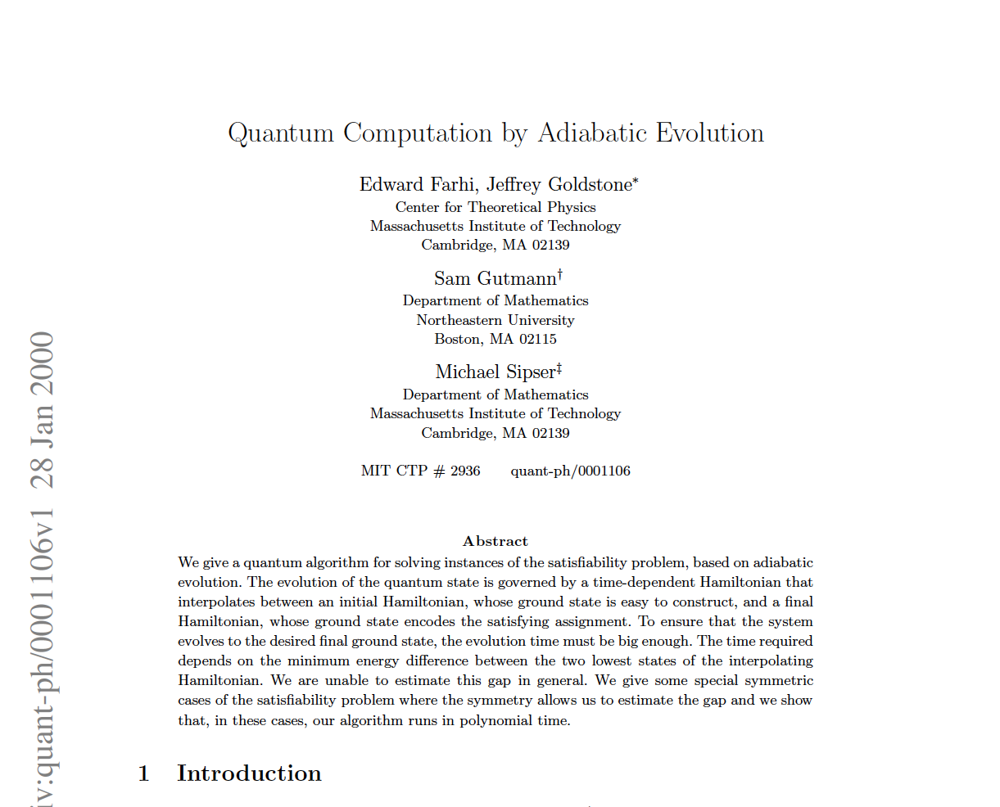 Quantum Computation by Adiabatic Evolution
Edward Farhi, Jeffrey Goldstone*
Center for Theoretical Physics
Massachusetts Institute of Technology
Cambridge, MA 02139
Sam Gutmann†
Department of Mathematics
Northeastern University
Boston, MA 02115
Michael Sipser‡
Department of Mathematics
Massachusetts Institute of Technology
Cambridge, MA 02139
MIT CTP # 2936 quant-ph/0001106
Abstract
We give a quantum algorithm for solving instances of the satisfiability problem, based on adiabatic
evolution. The evolution of the quantum state is governed by a time-dependent Hamiltonian that
interpolates between an initial Hamiltonian, whose ground state is easy to construct, and a final
Hamiltonian, whose ground state encodes the satisfying assignment. To ensure that the system
evolves to the desired final ground state, the evolution time must be big enough. The time required
depends on the minimum energy difference between the two lowest states of the interpolating
Hamiltonian. We are unable to estimate this gap in general. We give some special symmetric
cases of the satisfiability problem where the symmetry allows us to estimate the gap and we show
that, in these cases, our algorithm runs in polynomial time.
1 Introduction
iv:quant-ph/0001106v1 28 Jan 2000